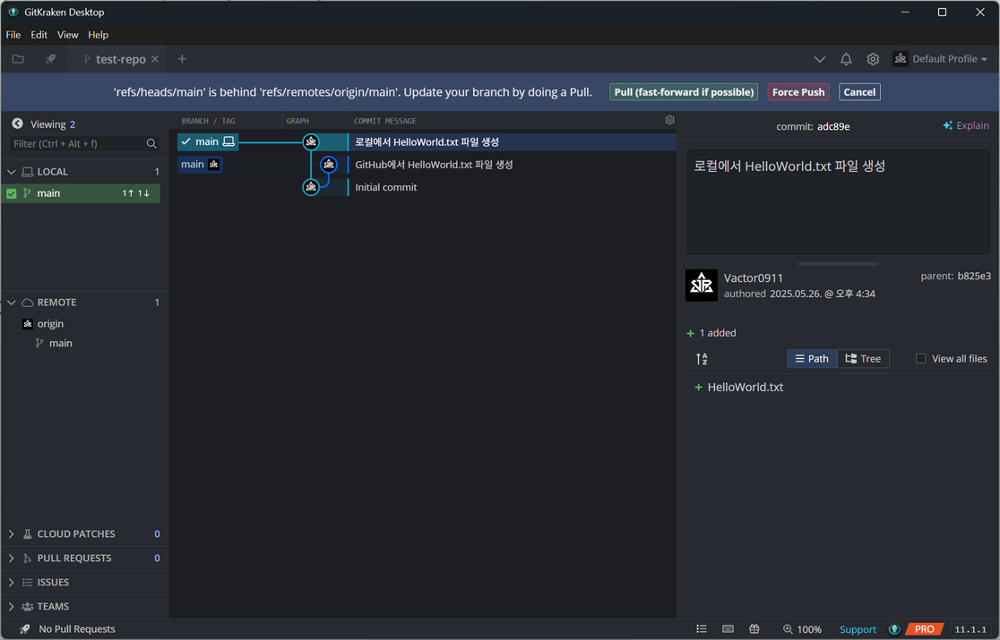 GitKraken Desktop
File Edit View Help
test-repo
Default Profile
'refs/heads/main' is behind 'refs/remotes/origin/main'. Update your branch by doing a Pull. Pull (fast-forward if possible) Force Push Cancel
Viewing 2
Filter (Ctrl + Alt + f)
LOCAL 1
main 1↑ 1↓
REMOTE 1
origin
main
CLOUD PATCHES 0
PULL REQUESTS 0
ISSUES
TEAMS
BRANCH / TAG GRAPH COMMIT MESSAGE
main 로컬에서 HelloWorld.txt 파일 생성
main GitHub에서 HelloWorld.txt 파일 생성
Initial commit
commit: adc89e Explain
로컬에서 HelloWorld.txt 파일 생성
Vactor0911 parent: b825e3
authored 2025.05.26. @ 오후 4:34
+ 1 added
Path Tree View all files
+ HelloWorld.txt
No Pull Requests 100% Support PRO 11.1.1